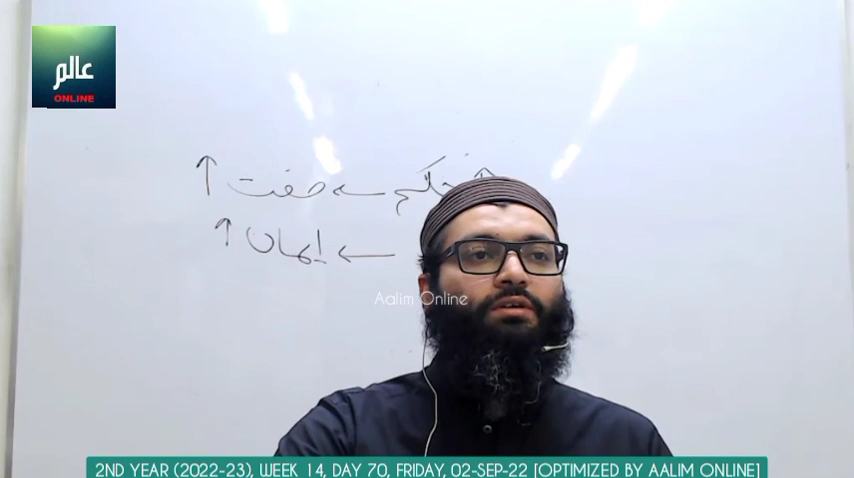 عالم
ONLINE
صفت ↑
← ایمان ↑
Aalim Online
2ND YEAR (2022-23), WEEK 14, DAY 70, FRIDAY, 02-SEP-22 [OPTIMIZED BY AALIM ONLINE]